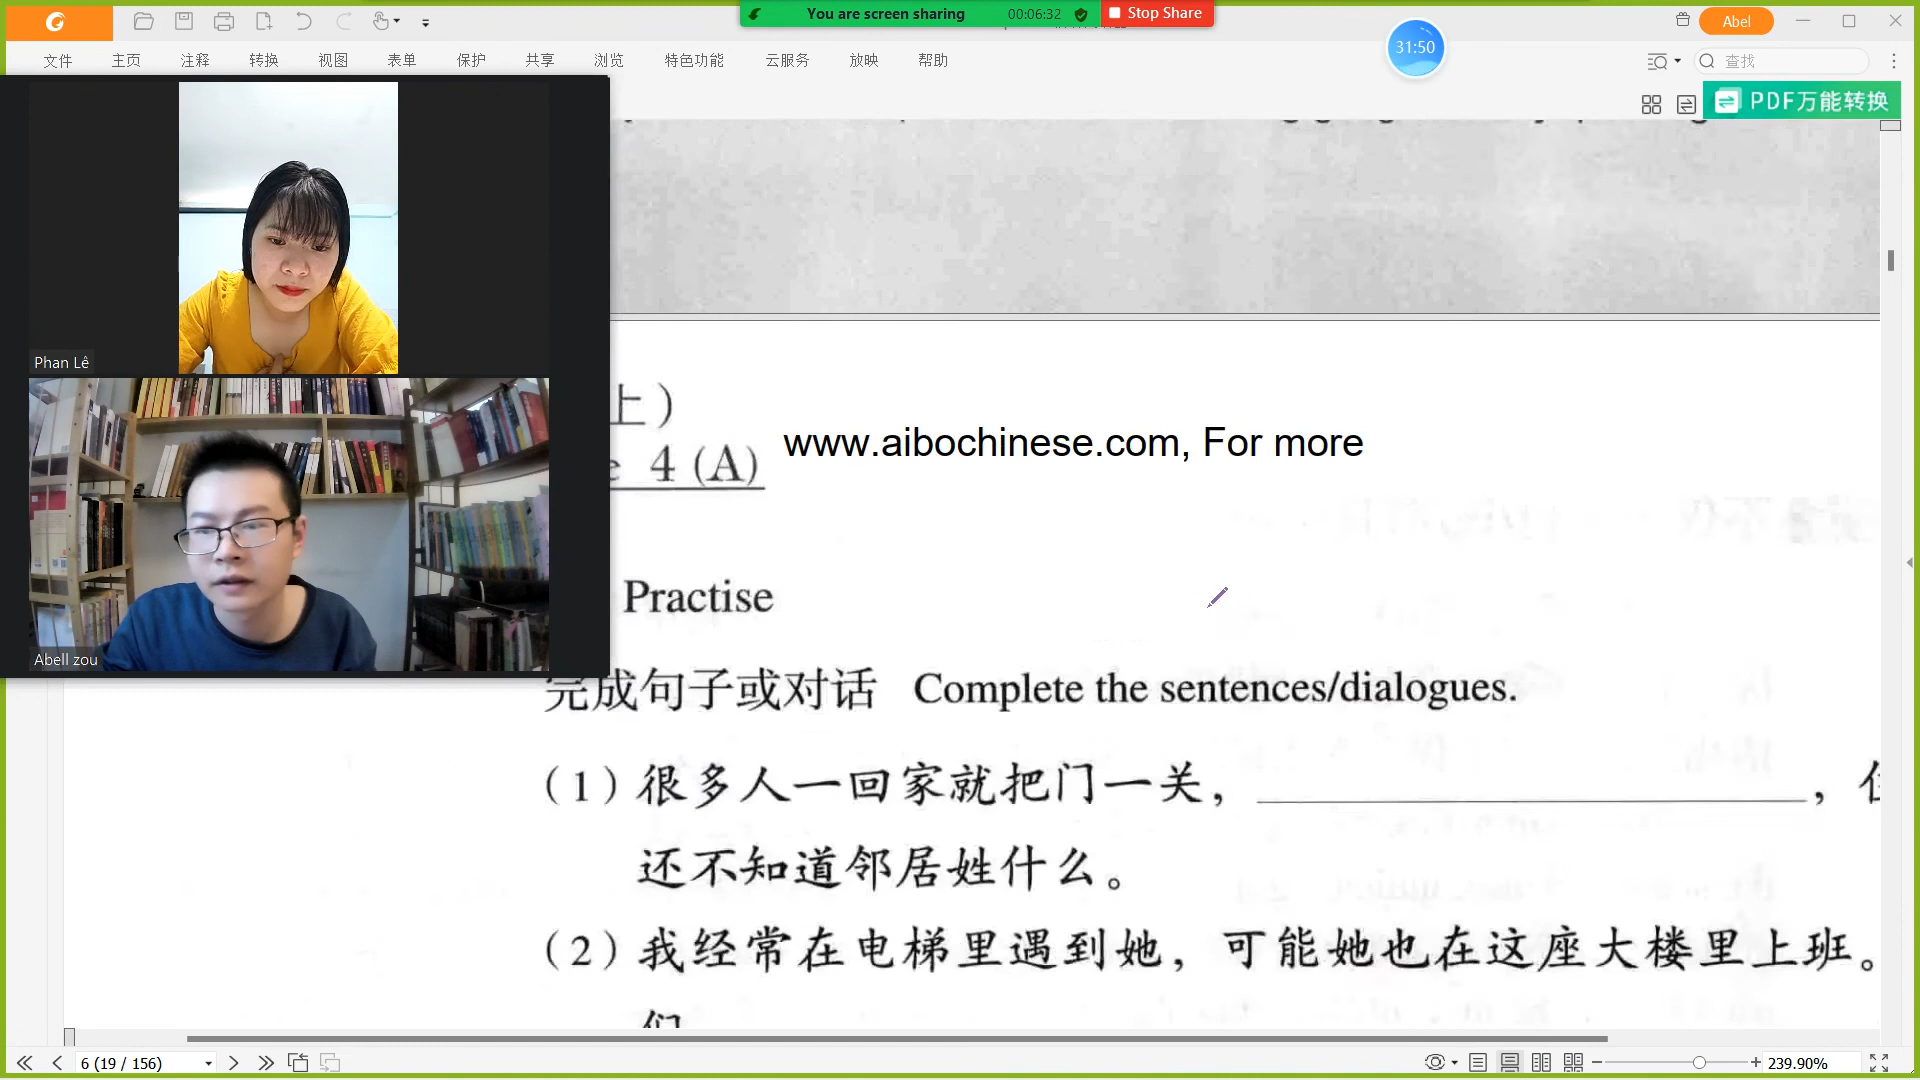 You are screen sharing 00:06:32 Stop Share
Abel
文件 主页 注释 转换 视图 表单 保护 共享 浏览 特色功能 云服务 放映 帮助
31:50
查找
PDF万能转换
Phan Lê
Abell zou
上）
4 (A)
www.aibochinese.com, For more
Practise
完成句子或对话 Complete the sentences/dialogues.
（1）很多人一回家就把门一关，__________，住
还不知道邻居姓什么。
（2）我经常在电梯里遇到她，可能她也在这座大楼里上班。
们
6 (19 / 156)
239.90%